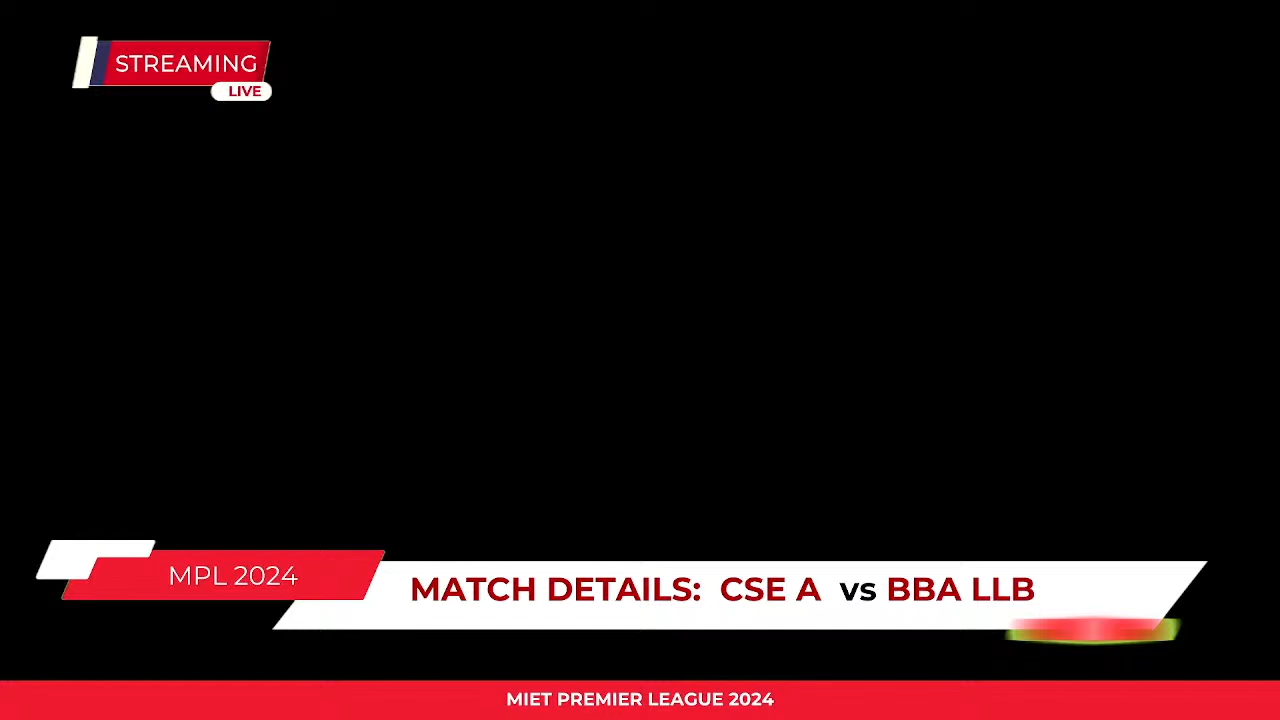 STREAMING
LIVE
MPL 2024
MATCH DETAILS: CSE A vs BBA LLB
MIET PREMIER LEAGUE 2024